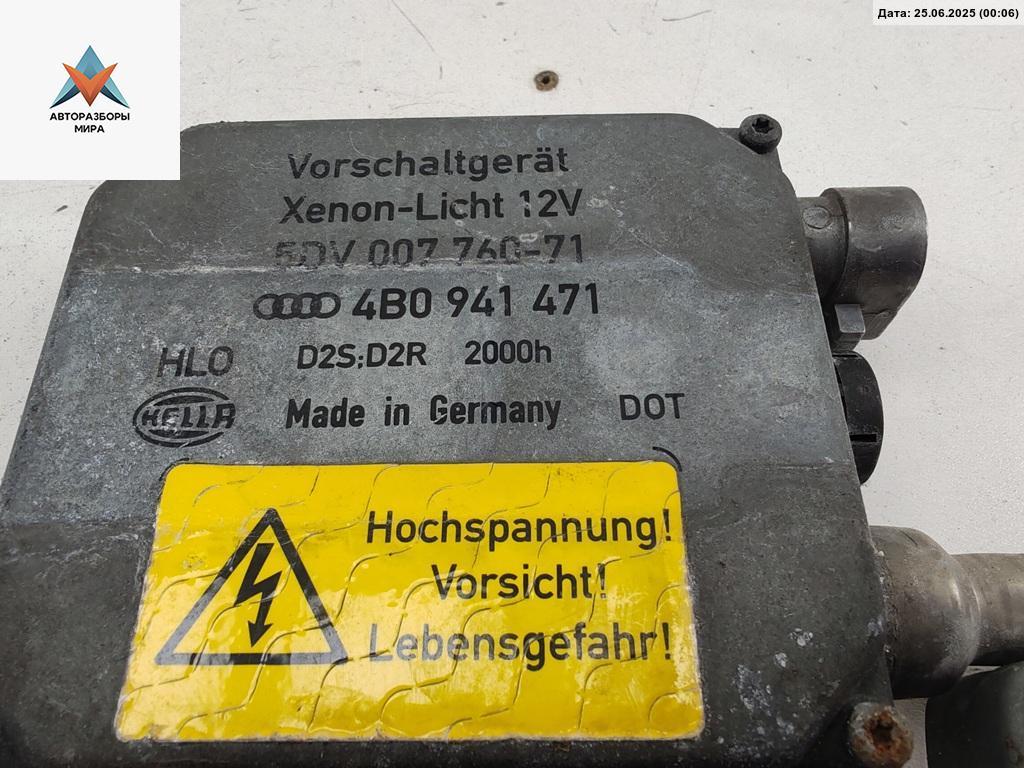 Дата: 25.06.2025 (00:06)
АВТОРАЗБОРЫ
МИРА
Vorschaltgerät
Xenon-Licht 12V
5DV 007 760-71
4B0 941 471
HLO D2S;D2R 2000h
HELLA Made in Germany DOT
Hochspannung!
Vorsicht!
Lebensgefahr!